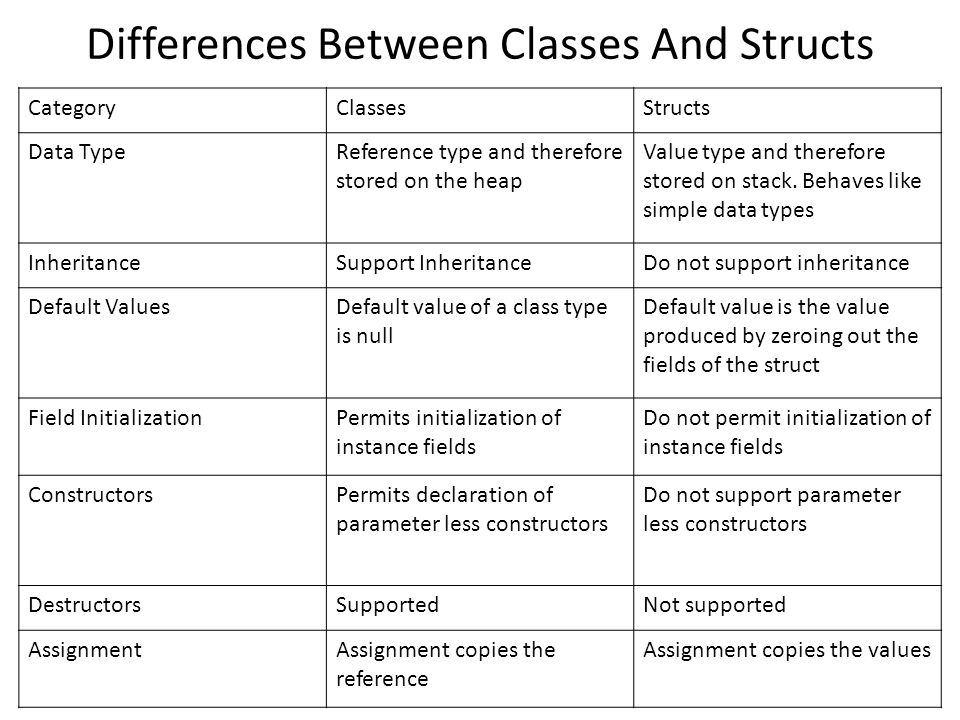 Differences Between Classes And Structs
Category
Classes
Structs
Data Type
Reference type and therefore
stored on the heap
Value type and therefore
stored on stack. Behaves like
simple data types
Inheritance
Support Inheritance
Do not support inheritance
Default Values
Default value of a class type
is null
Default value is the value
produced by zeroing out the
fields of the struct
Field Initialization
Permits initialization of
instance fields
Do not permit initialization of
instance fields
Constructors
Permits declaration of
parameter less constructors
Do not support parameter
less constructors
Destructors
Supported
Not supported
Assignment
Assignment copies the
reference
Assignment copies the values